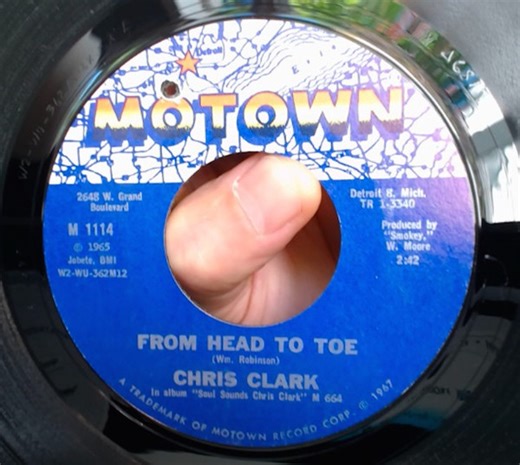 Detroit
MOTOWN
2648 W. Grand
Boulevard
Detroit 8, Mich.
TR 1-3340
M 1114
℗ 1965
Jobete, BMI
W2-WU-362M12
Produced by
"Smokey,"
W. Moore
2:42
FROM HEAD TO TOE
(Wm. Robinson)
CHRIS CLARK
In album "Soul Sounds Chris Clark" M 664
A TRADEMARK OF MOTOWN RECORD CORP. ℗ 1967